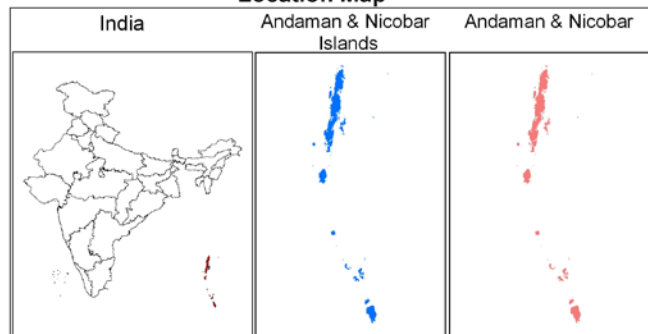 Location Map
India
Andaman & Nicobar
Islands
Andaman & Nicobar